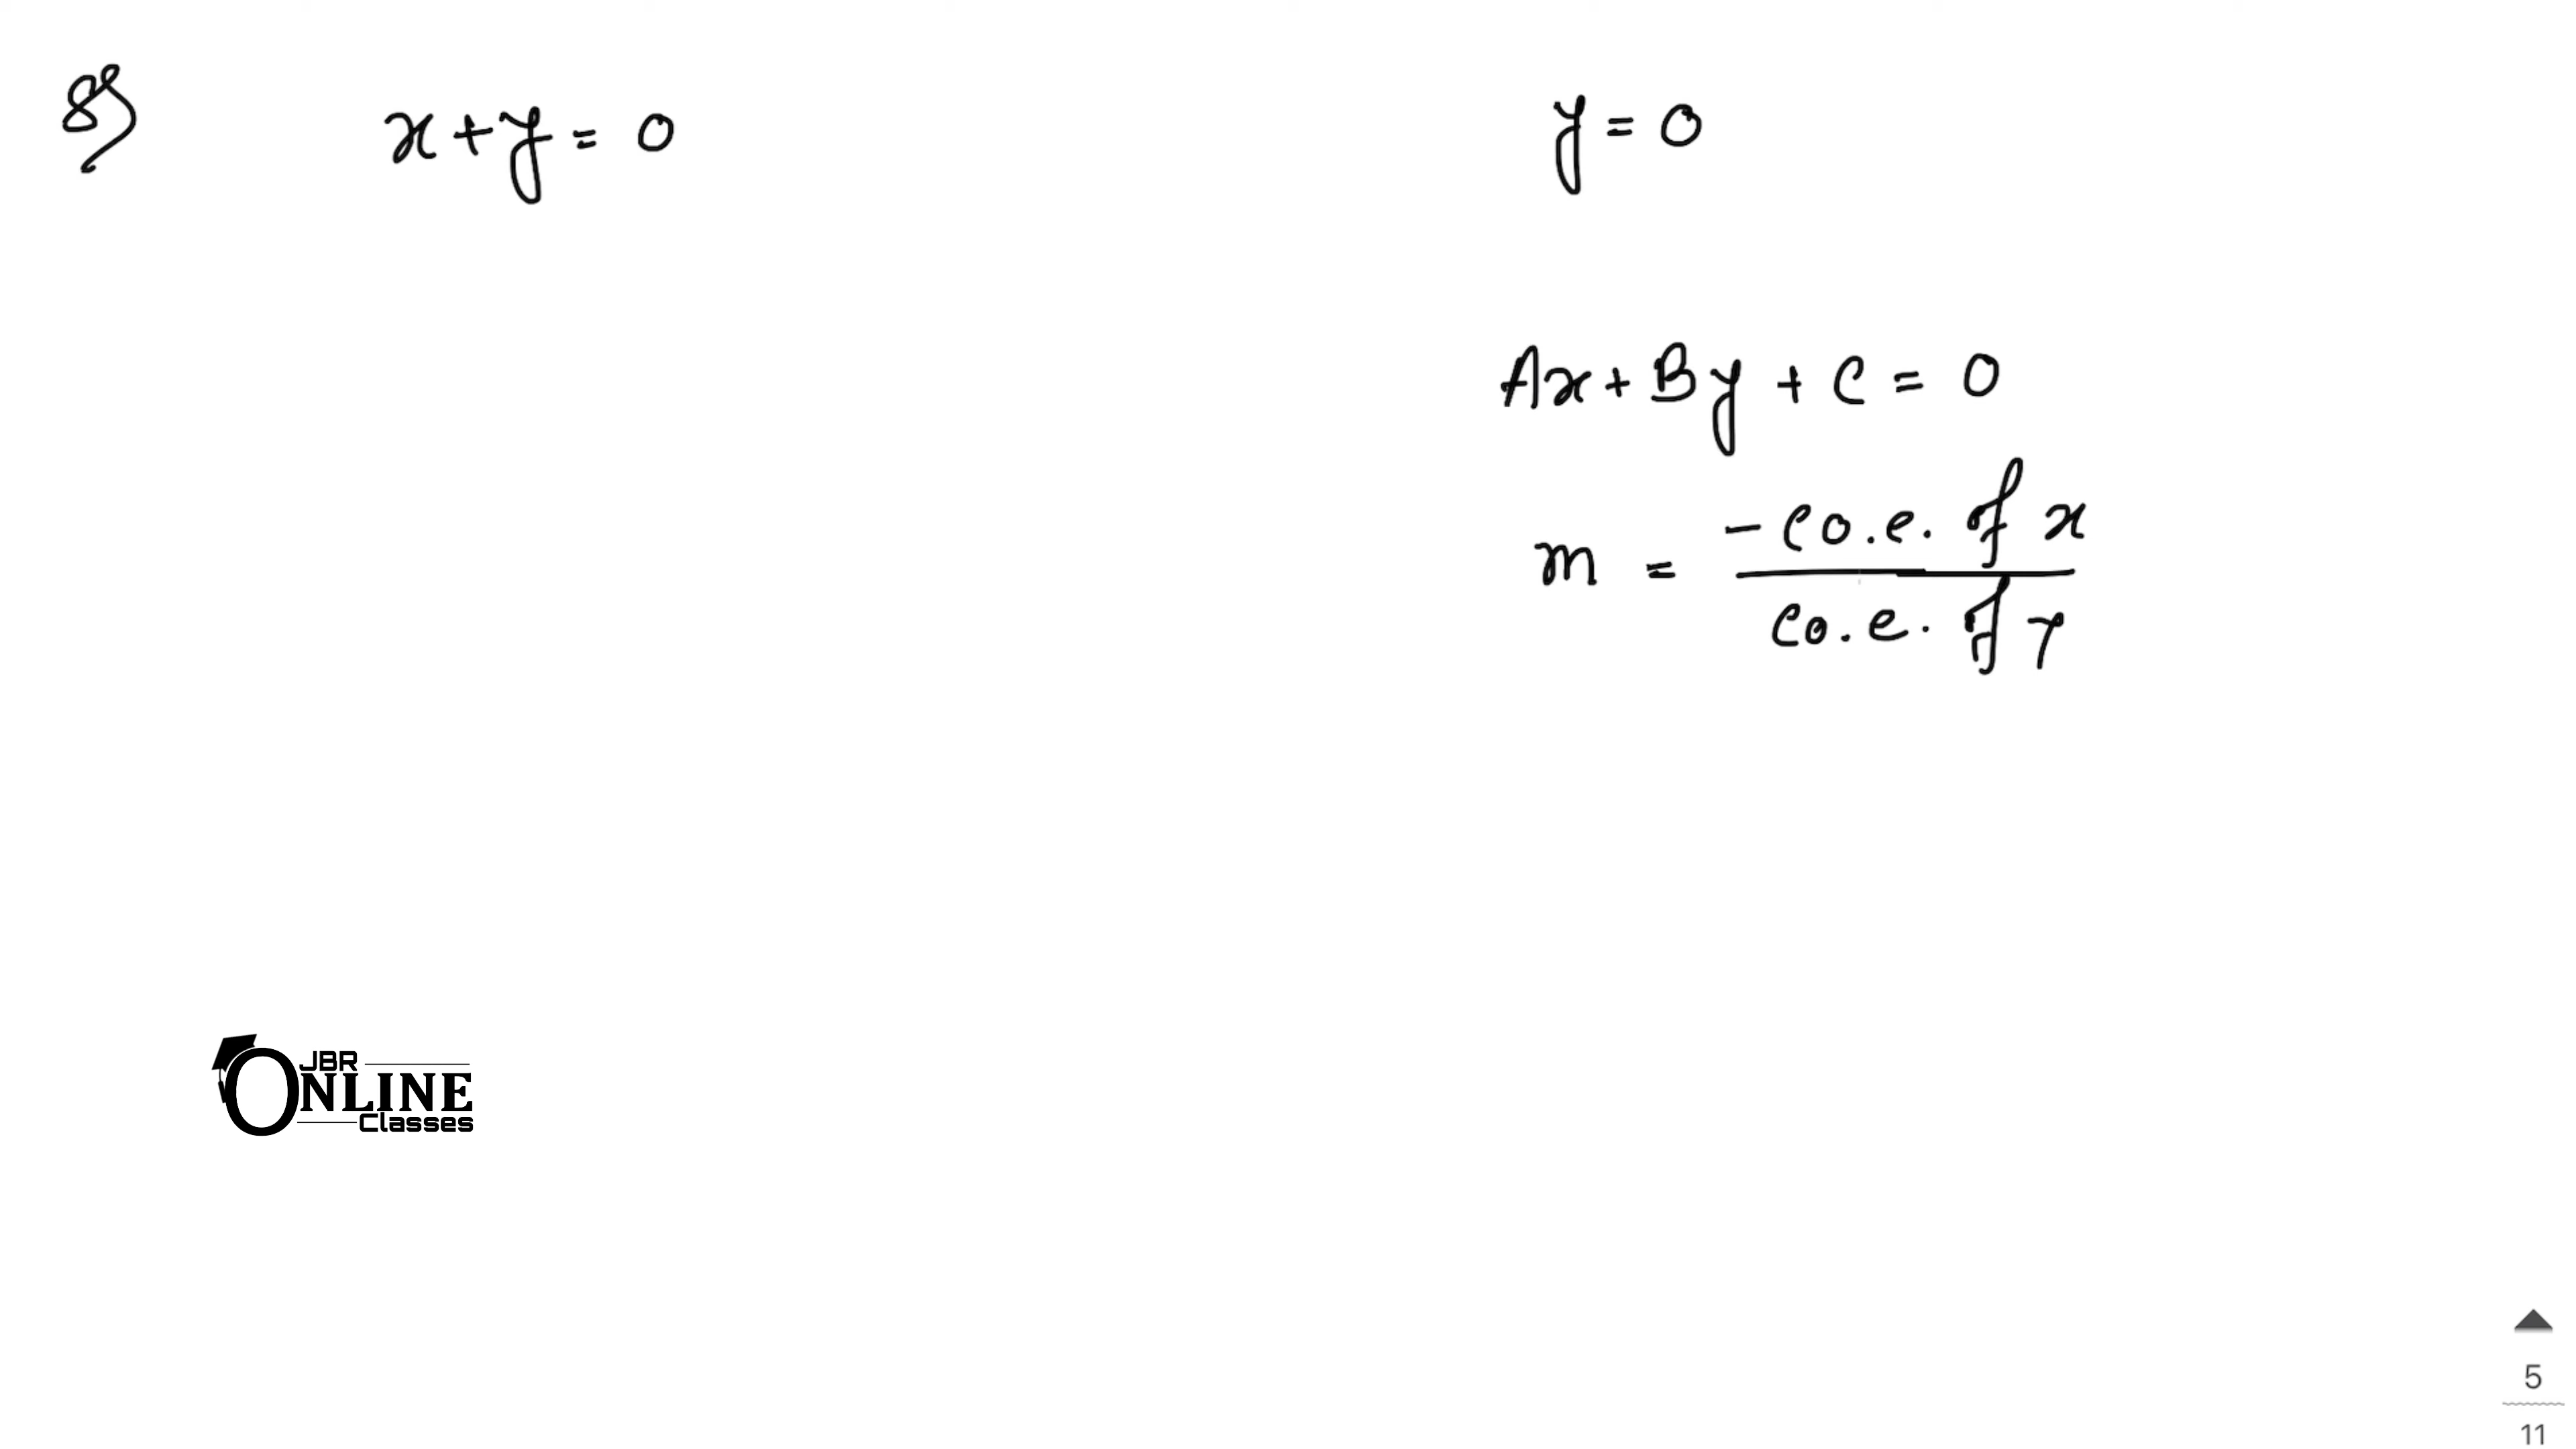 8) x + y = 0
y = 0
Ax + By + C = 0
m = - co.e. of x / co.e. of y
JBR
ONLINE
Classes
5
11